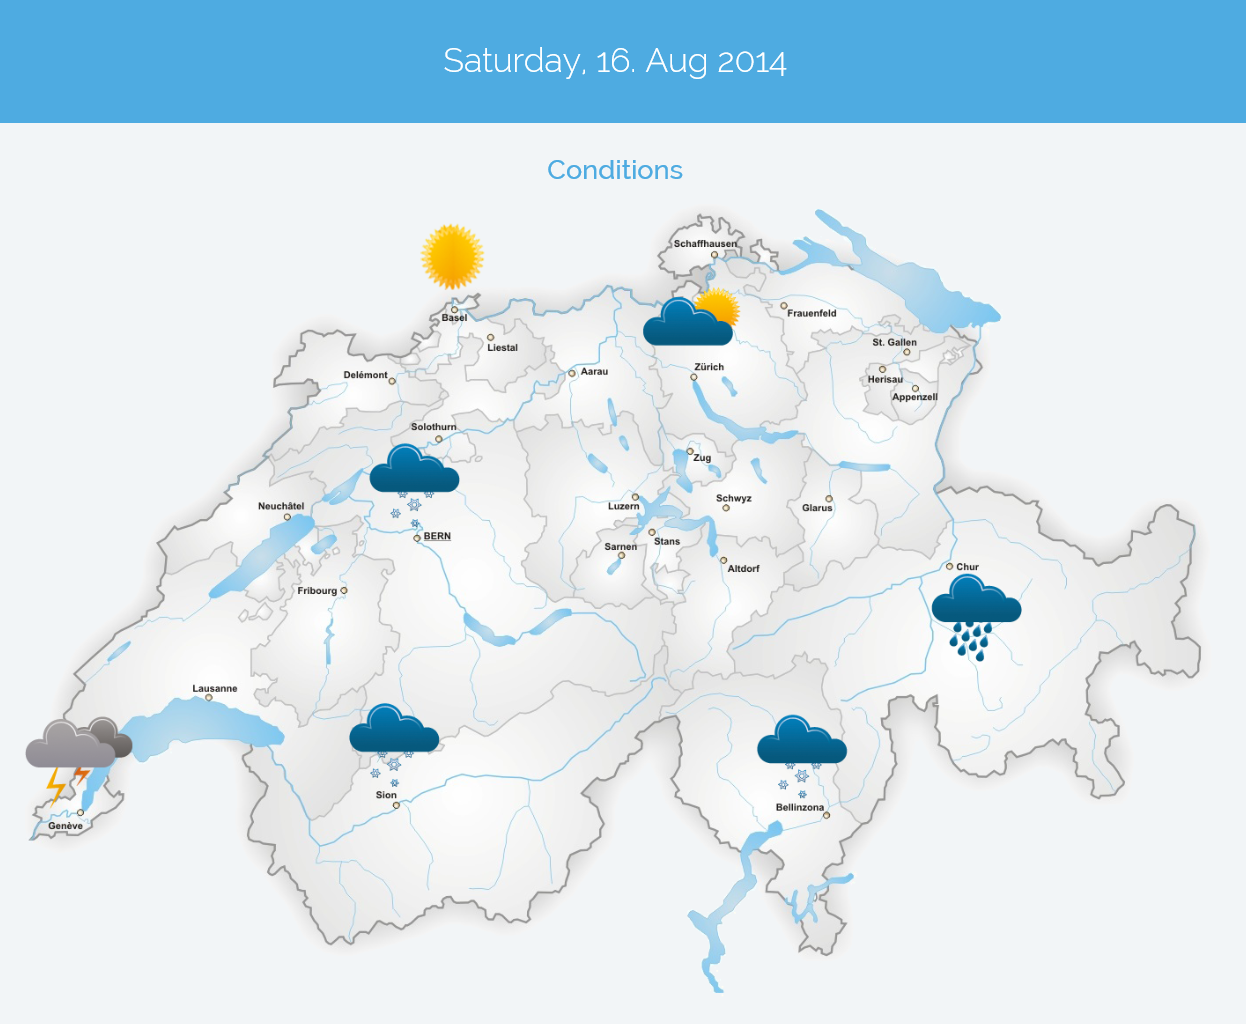 Saturday, 16. Aug 2014
Conditions
Schaffhausen
Basel
Frauenfeld
Liestal
St. Gallen
Delémont
Aarau
Zürich
Herisau
Appenzell
Solothurn
Zug
Neuchâtel
Luzern
Schwyz
Glarus
BERN
Stans
Sarnen
Altdorf
Chur
Fribourg
Lausanne
Sion
Bellinzona
Genève